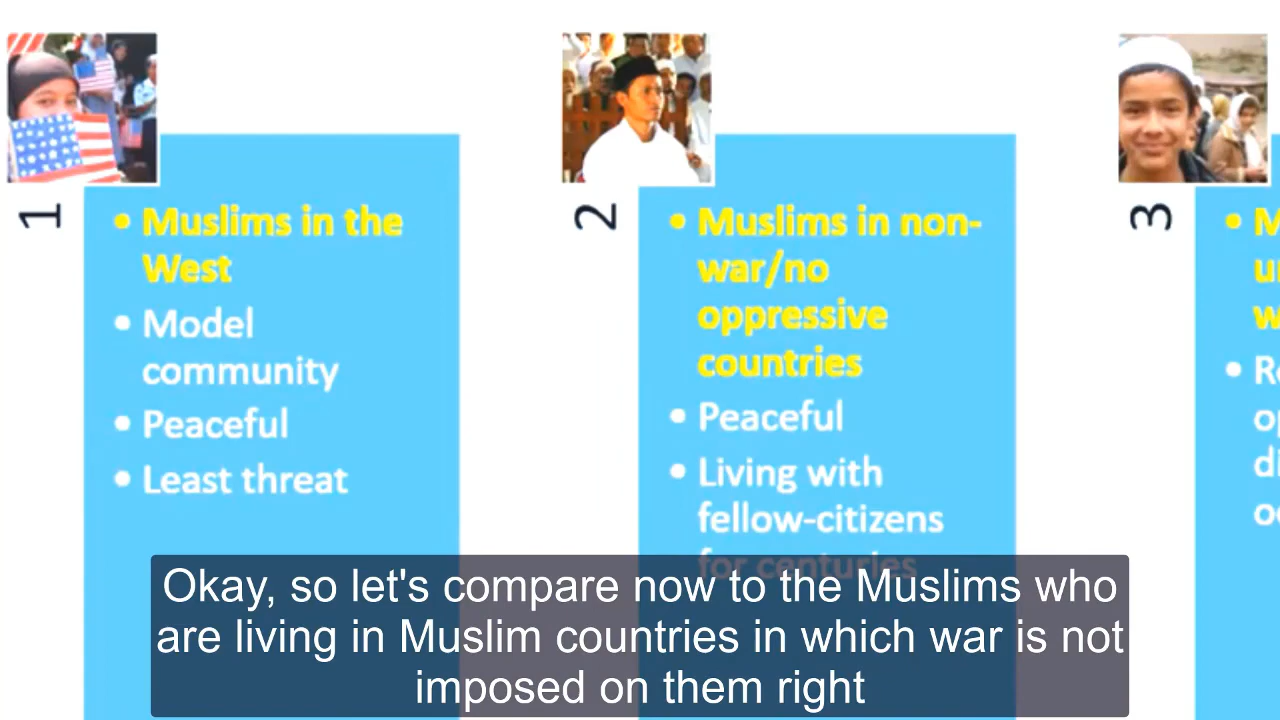 1
• Muslims in the
West
• Model
community
• Peaceful
• Least threat
2
• Muslims in non-
war/no
oppressive
countries
• Peaceful
• Living with
fellow-citizens
for centuries
3
Okay, so let's compare now to the Muslims who
are living in Muslim countries in which war is not
imposed on them right